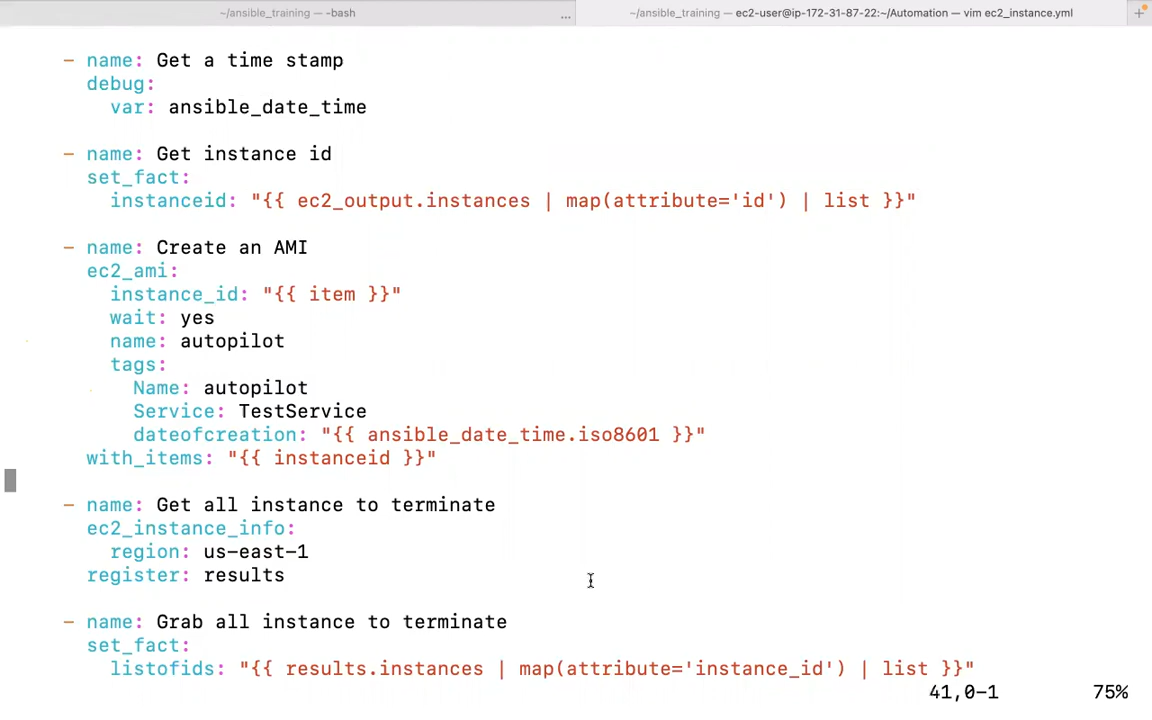 ~/ansible_training — -bash
...
~/ansible_training — ec2-user@ip-172-31-87-22:~/Automation — vim ec2_instance.yml
+
- name: Get a time stamp
debug:
var: ansible_date_time
- name: Get instance id
set_fact:
instanceid: "{{ ec2_output.instances | map(attribute='id') | list }}"
- name: Create an AMI
ec2_ami:
instance_id: "{{ item }}"
wait: yes
name: autopilot
tags:
Name: autopilot
Service: TestService
dateofcreation: "{{ ansible_date_time.iso8601 }}"
with_items: "{{ instanceid }}"
- name: Get all instance to terminate
ec2_instance_info:
region: us-east-1
register: results
- name: Grab all instance to terminate
set_fact:
listofids: "{{ results.instances | map(attribute='instance_id') | list }}"
41,0-1 75%